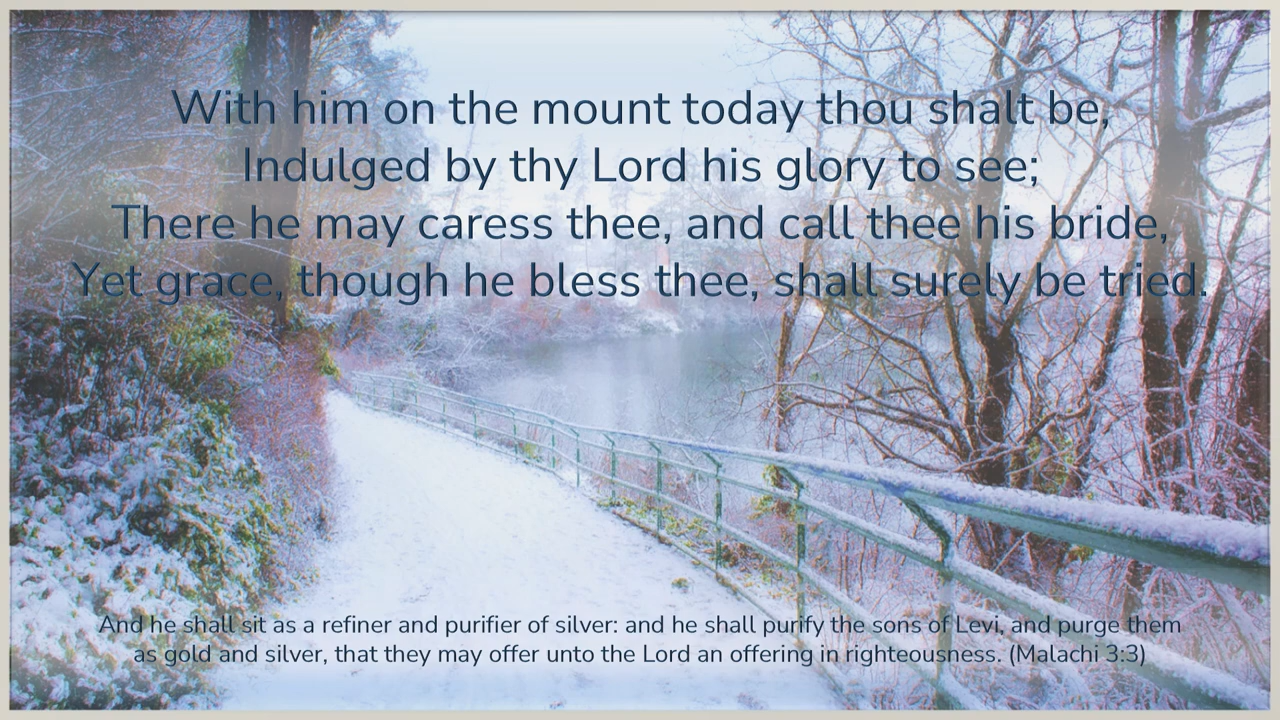 With him on the mount today thou shalt be,
Indulged by thy Lord his glory to see;
There he may caress thee, and call thee his bride,
Yet grace, though he bless thee, shall surely be tried.
And he shall sit as a refiner and purifier of silver: and he shall purify the sons of Levi, and purge them
as gold and silver, that they may offer unto the Lord an offering in righteousness. (Malachi 3:3)